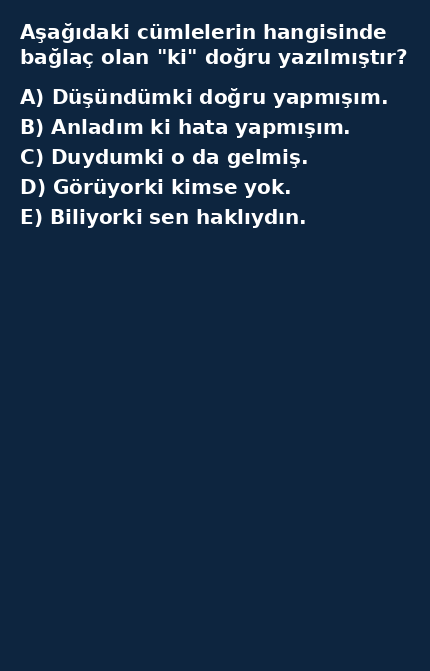 Aşağıdaki cümlelerin hangisinde
bağlaç olan "ki" doğru yazılmıştır?
A) Düşündümki doğru yapmışım.
B) Anladım ki hata yapmışım.
C) Duydumki o da gelmiş.
D) Görüyorki kimse yok.
E) Biliyorki sen haklıydın.